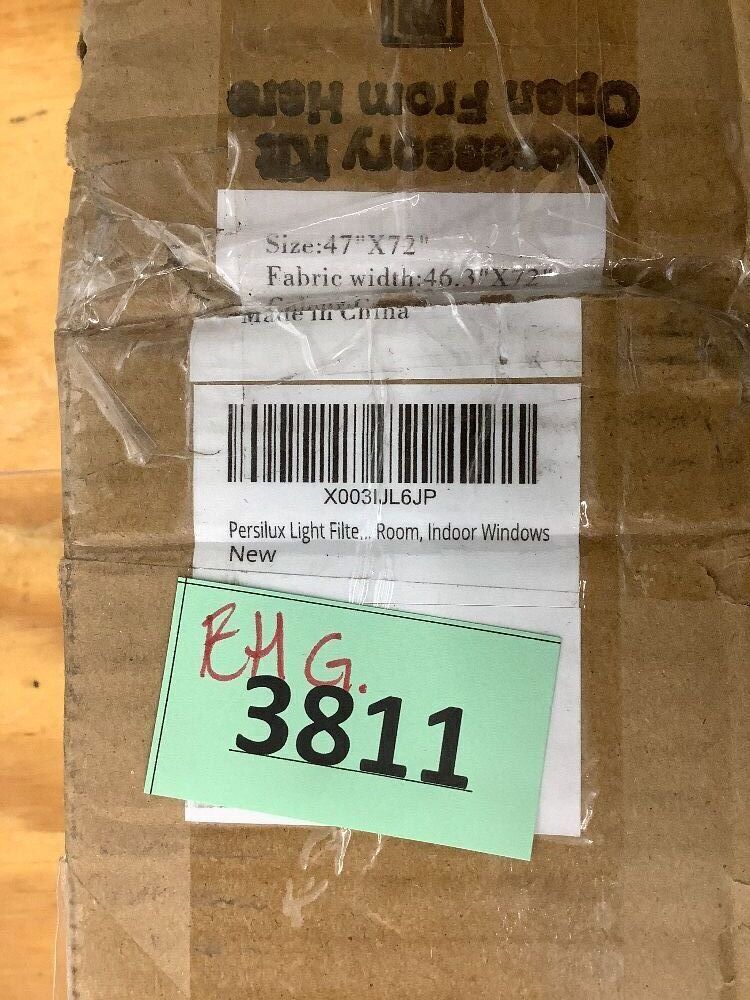 Accessory Kit
Open From Here
Size:47"X72"
Fabric width:46.3"X72"
Made in China
X003IJL6JP
Persilux Light Filte... Room, Indoor Windows
New
EHG.
3811